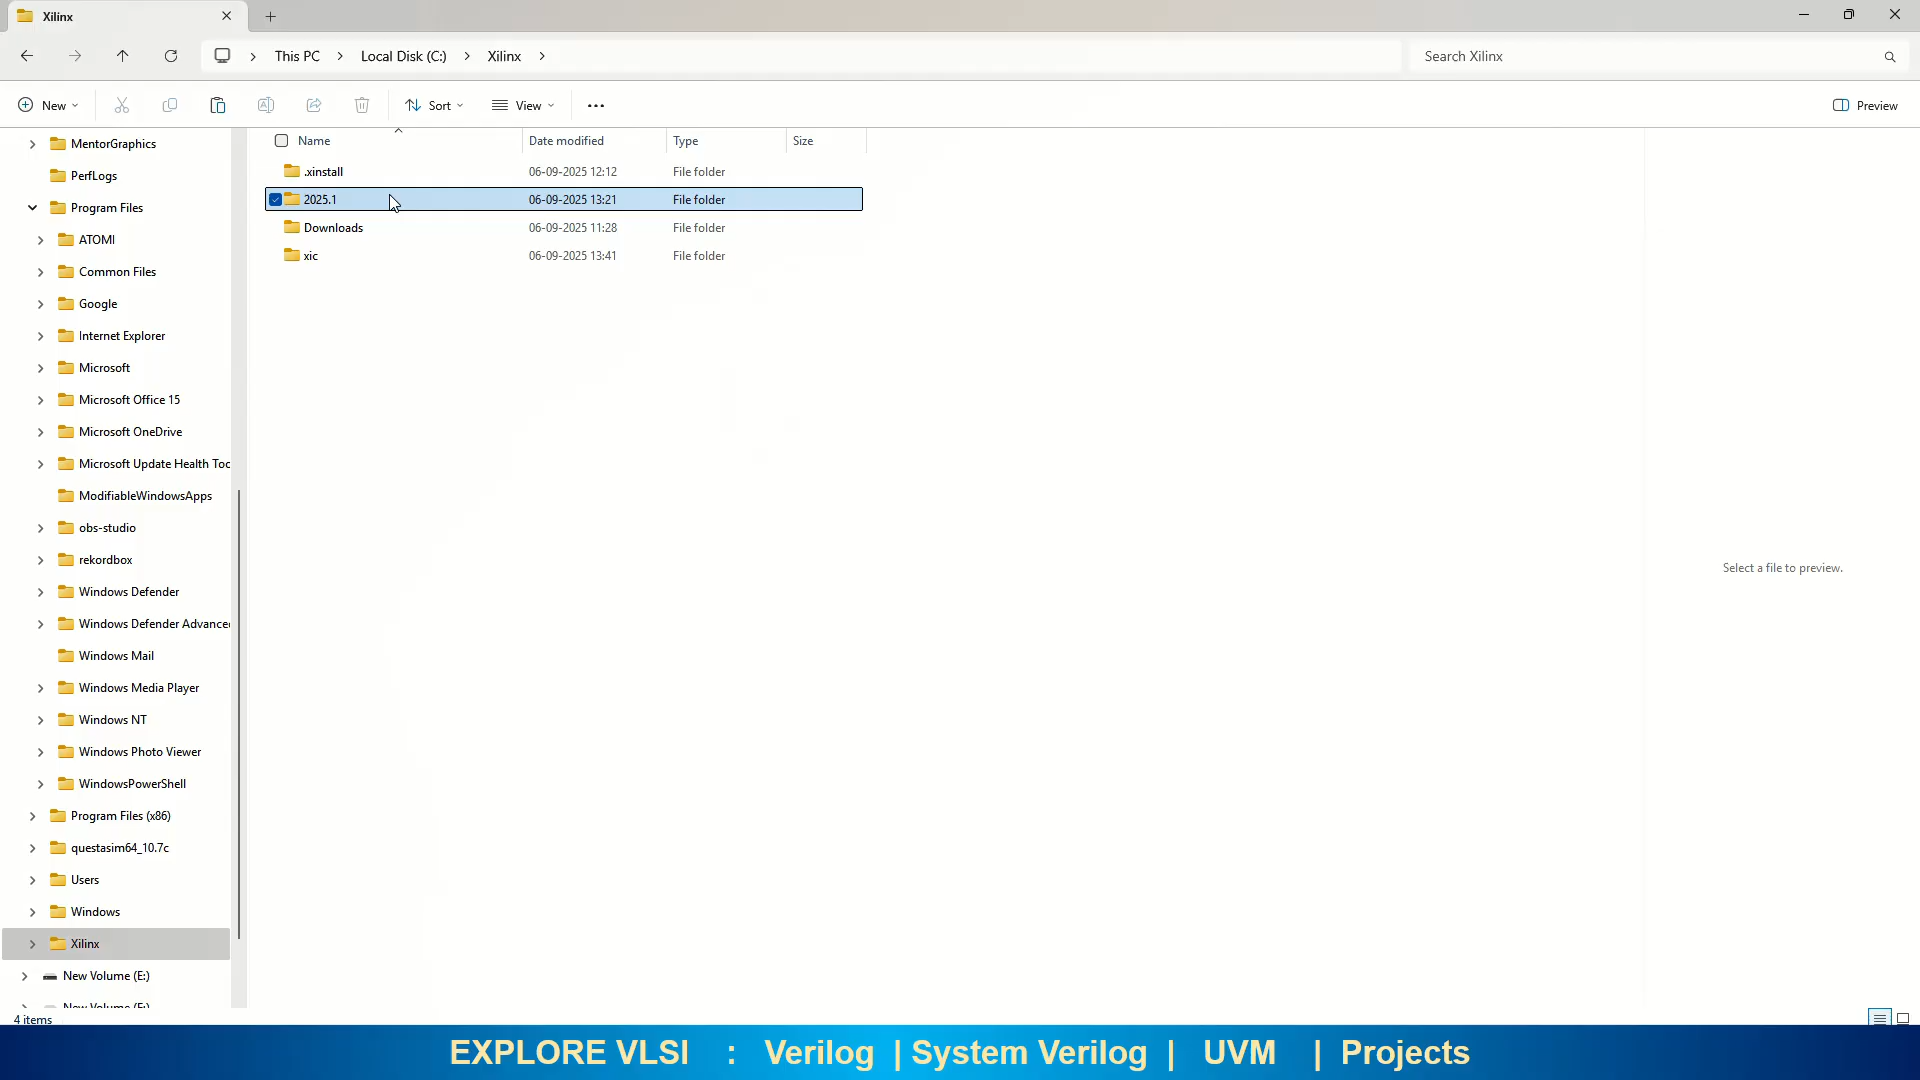 Xilinx
This PC
Local Disk (C:)
Xilinx
Search Xilinx
New
Sort
View
Preview
Name
Date modified
Type
Size
.xinstall
06-09-2025 12:12
File folder
2025.1
06-09-2025 13:21
File folder
Downloads
06-09-2025 11:28
File folder
xic
06-09-2025 13:41
File folder
MentorGraphics
PerfLogs
Program Files
ATOMI
Common Files
Google
Internet Explorer
Microsoft
Microsoft Office 15
Microsoft OneDrive
Microsoft Update Health Toc
ModifiableWindowsApps
obs-studio
rekordbox
Windows Defender
Windows Defender Advance
Windows Mail
Windows Media Player
Windows NT
Windows Photo Viewer
WindowsPowerShell
Program Files (x86)
questasim64_10.7c
Users
Windows
Xilinx
New Volume (E:)
Select a file to preview.
4 items
EXPLORE VLSI : Verilog | System Verilog | UVM | Projects